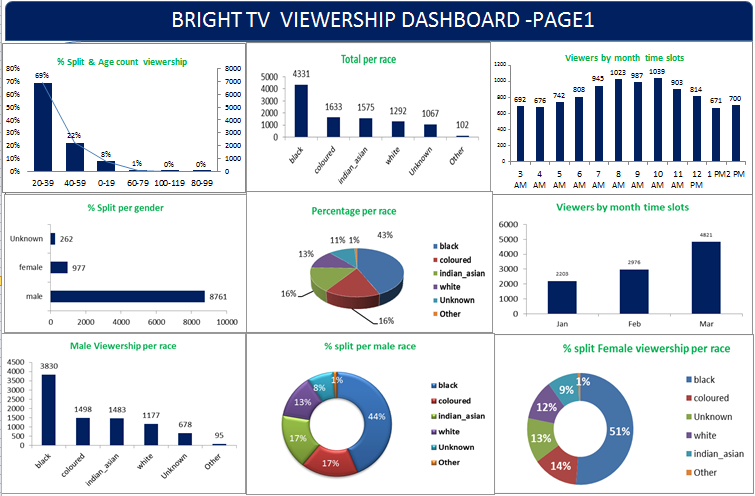 BRIGHT TV VIEWERSHIP DASHBOARD -PAGE1
% Split & Age count viewership
80%
70%
60%
50%
40%
30%
20%
10%
0%
69%
22%
8%
1%
0%
0%
8000
7000
6000
5000
4000
3000
2000
1000
0
20-39 40-59 0-19 60-79 100-119 80-99
Total per race
5000
4000
3000
2000
1000
0
4331
1633
1575
1292
1067
102
black
coloured
indian_asian
white
Unknown
Other
Viewers by month time slots
1200
1000
800
600
400
200
0
692
676
742
808
945
1023
987
1039
903
814
671
700
3 AM
4 AM
5 AM
6 AM
7 AM
8 AM
9 AM
10 AM
11 AM
12 PM
1 PM
2 PM
% Split per gender
Unknown
female
male
262
977
8761
0 2000 4000 6000 8000 10000
Percentage per race
43%
16%
16%
13%
11%
1%
black
coloured
indian_asian
white
Unknown
Other
Viewers by month time slots
6000
5000
4000
3000
2000
1000
0
2203
2976
4821
Jan Feb Mar
Male Viewership per race
4500
4000
3500
3000
2500
2000
1500
1000
500
0
3830
1498
1483
1177
678
95
black
coloured
indian_asian
white
Unknown
Other
% split per male race
44%
17%
17%
13%
8%
1%
black
coloured
indian_asian
white
Unknown
Other
% split Female viewership per race
51%
14%
13%
12%
9%
1%
black
coloured
Unknown
white
indian_asian
Other